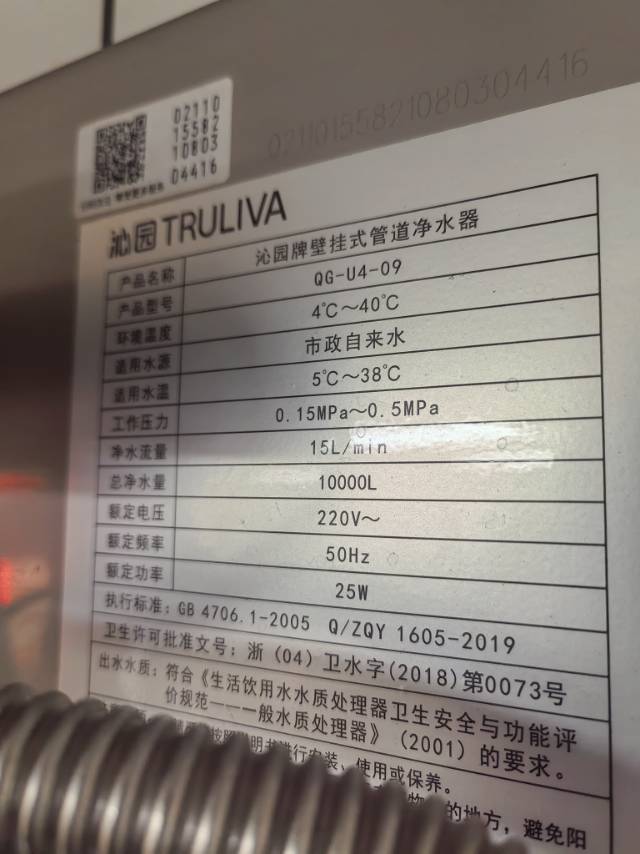 02110
15582
10803
04416
02110155821080304416
沁园 TRULIVA
产品名称 沁园牌壁挂式管道净水器
产品型号 QG-U4-09
环境温度 4℃～40℃
适用水源 市政自来水
适用水温 5℃～38℃
工作压力 0.15MPa～0.5MPa
净水流量 15L/min
总净水量 10000L
额定电压 220V～
额定频率 50Hz
额定功率 25W
执行标准：GB 4706.1-2005 Q/ZQY 1605-2019
卫生许可批准文号：浙（04）卫水字(2018)第0073号
出水水质：符合《生活饮用水水质处理器卫生安全与功能评
价规范——一般水质处理器》（2001）的要求。
安装、使用或保养。
的地方，避免阳